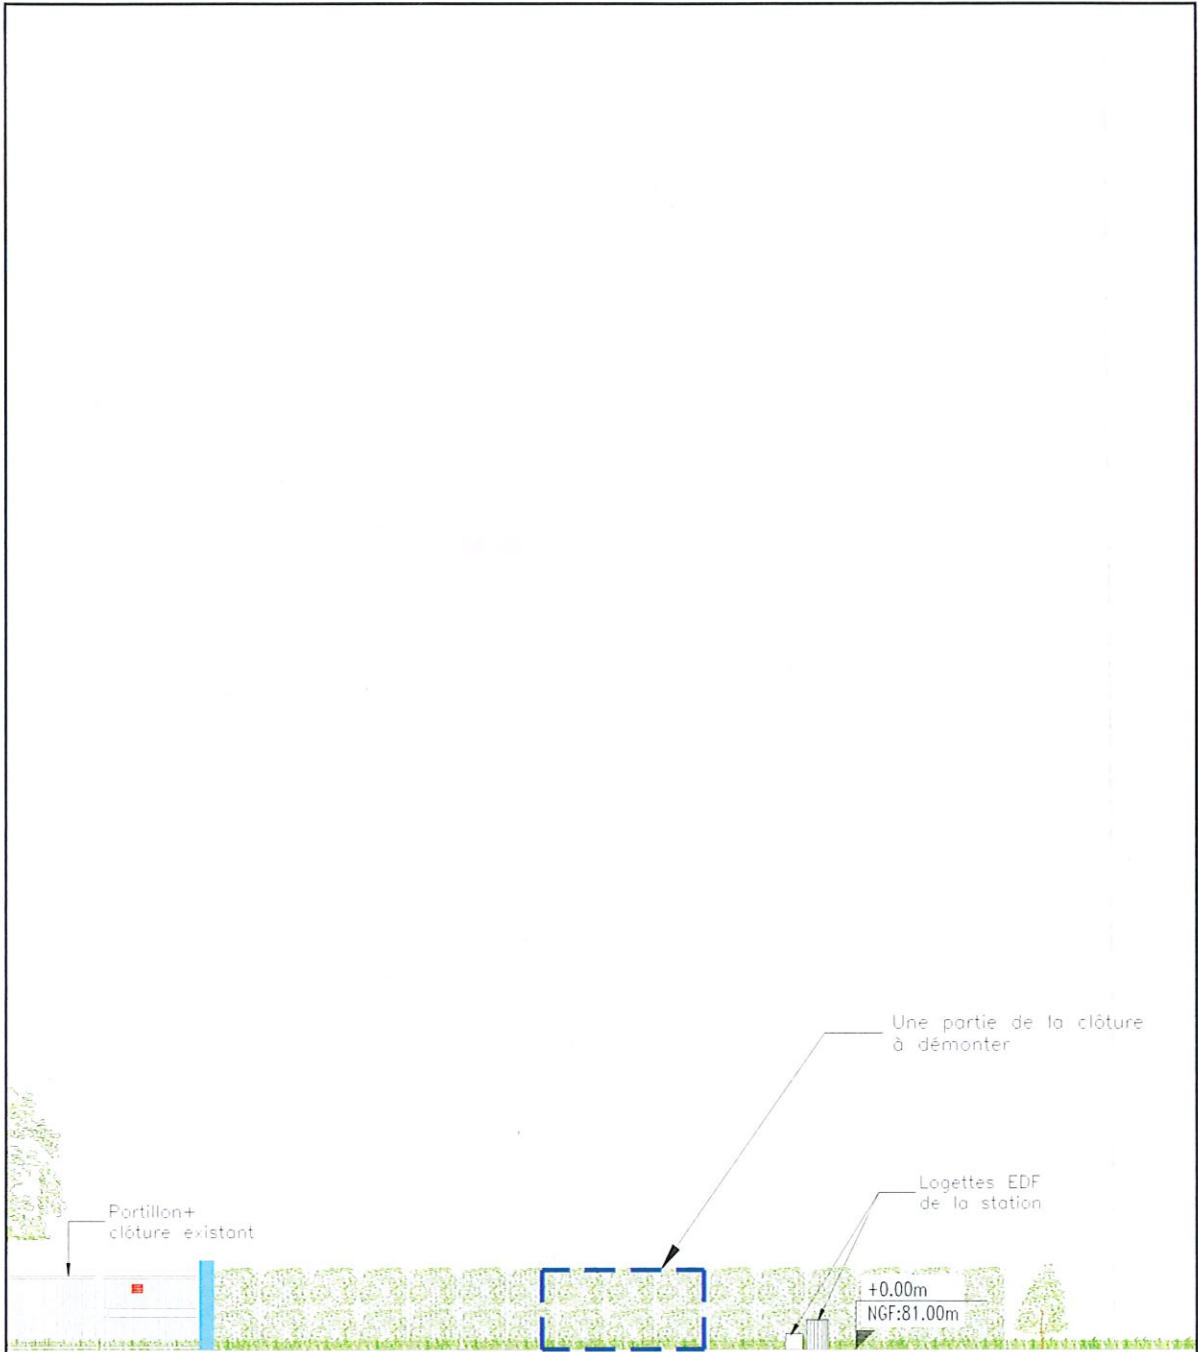 Une partie de la clôture
à démonter
Logettes EDF
de la station
Portillon+
clôture existant
+0.00m
NGF:81.00m